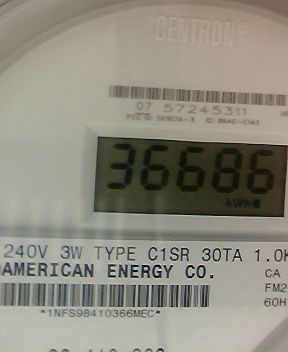 CENTRON®
07 57245311
36686
kWh
240V 3W TYPE C1SR 30TA 1.0K
AMERICAN ENERGY CO.
CA
FM2
60H
*1NFS98410366MEC*